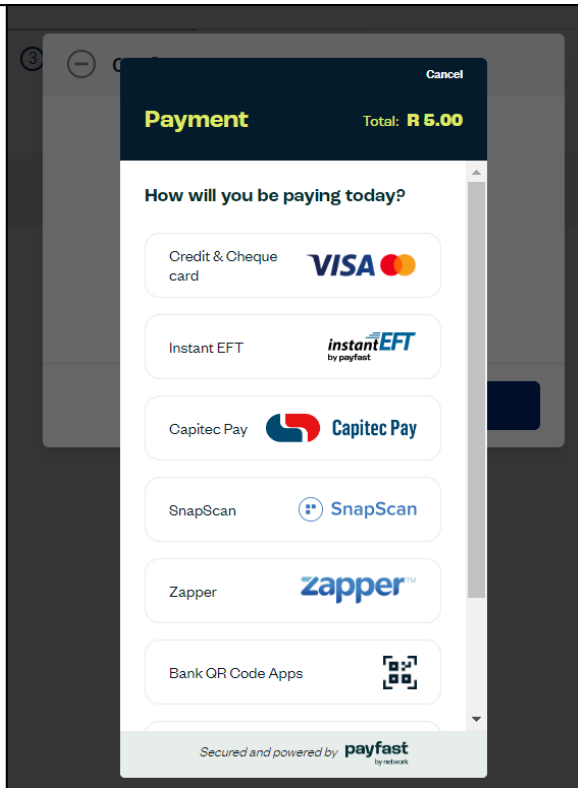 3
Cancel
Payment
Total: R 5.00
How will you be paying today?
Credit & Cheque
card
VISA
Instant EFT
instantEFT
by payfast
Capitec Pay
Capitec Pay
SnapScan
SnapScan
Zapper
zapper™
Bank QR Code Apps
Secured and powered by payfast
by network